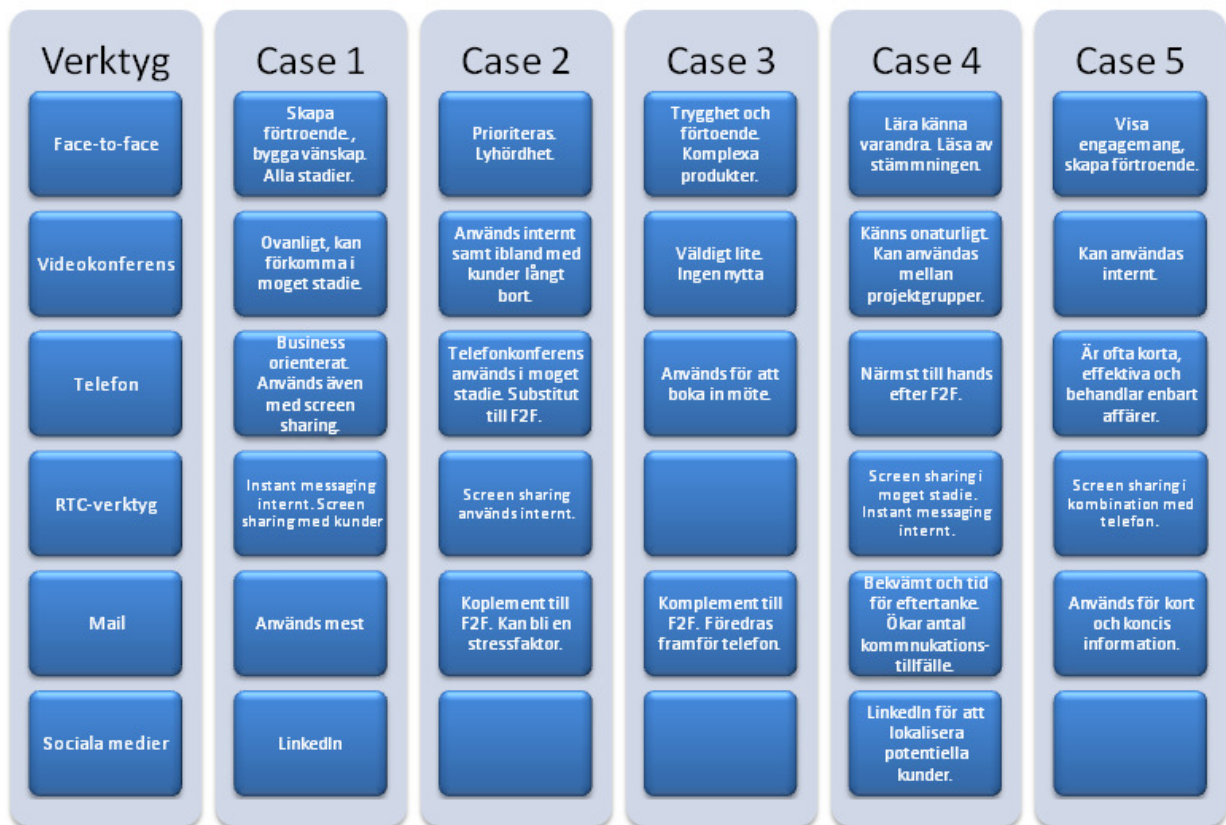 Verktyg
Face-to-face
Videokonferens
Telefon
RTC-verktyg
Mail
Sociala medier
Case 1
Skapa
förtroende.,
bygga vänskap.
Alla stadier.
Ovanligt, kan
förkomma i
moget stadie.
Business
orienterat.
Används även
med screen
sharing.
Instant messaging
internt. Screen
sharing med kunder
Används mest
LinkedIn
Case 2
Prioriteras.
Lyhördhet.
Används internt
samt ibland med
kunder långt
bort.
Telefonkonferens
används i moget
stadie. Substitut
till F2F.
Screen sharing
används internt.
Koplement till
F2F. Kan bli en
stressfaktor.
Case 3
Trygghet och
förtoende.
Komplexa
produkter.
Väldigt lite.
Ingen nytta
Används för att
boka in möte.
Komplement till
F2F. Föredras
framför telefon.
Case 4
Lära känna
varandra. Läsa av
stämmningen.
Känns onaturligt.
Kan användas
mellan
projektgrupper.
Närmst till hands
efter F2F.
Screen sharing i
moget stadie.
Instant messaging
internt.
Bekvämt och tid
för eftertanke.
Ökar antal
kommnukations-
tillfälle.
LinkedIn för att
lokalisera
potentiella
kunder.
Case 5
Visa
engagemang,
skapa förtroende.
Kan användas
internt.
Är ofta korta,
effektiva och
behandlar enbart
affärer.
Screen sharing i
kombination med
telefon.
Används för kort
och koncis
information.